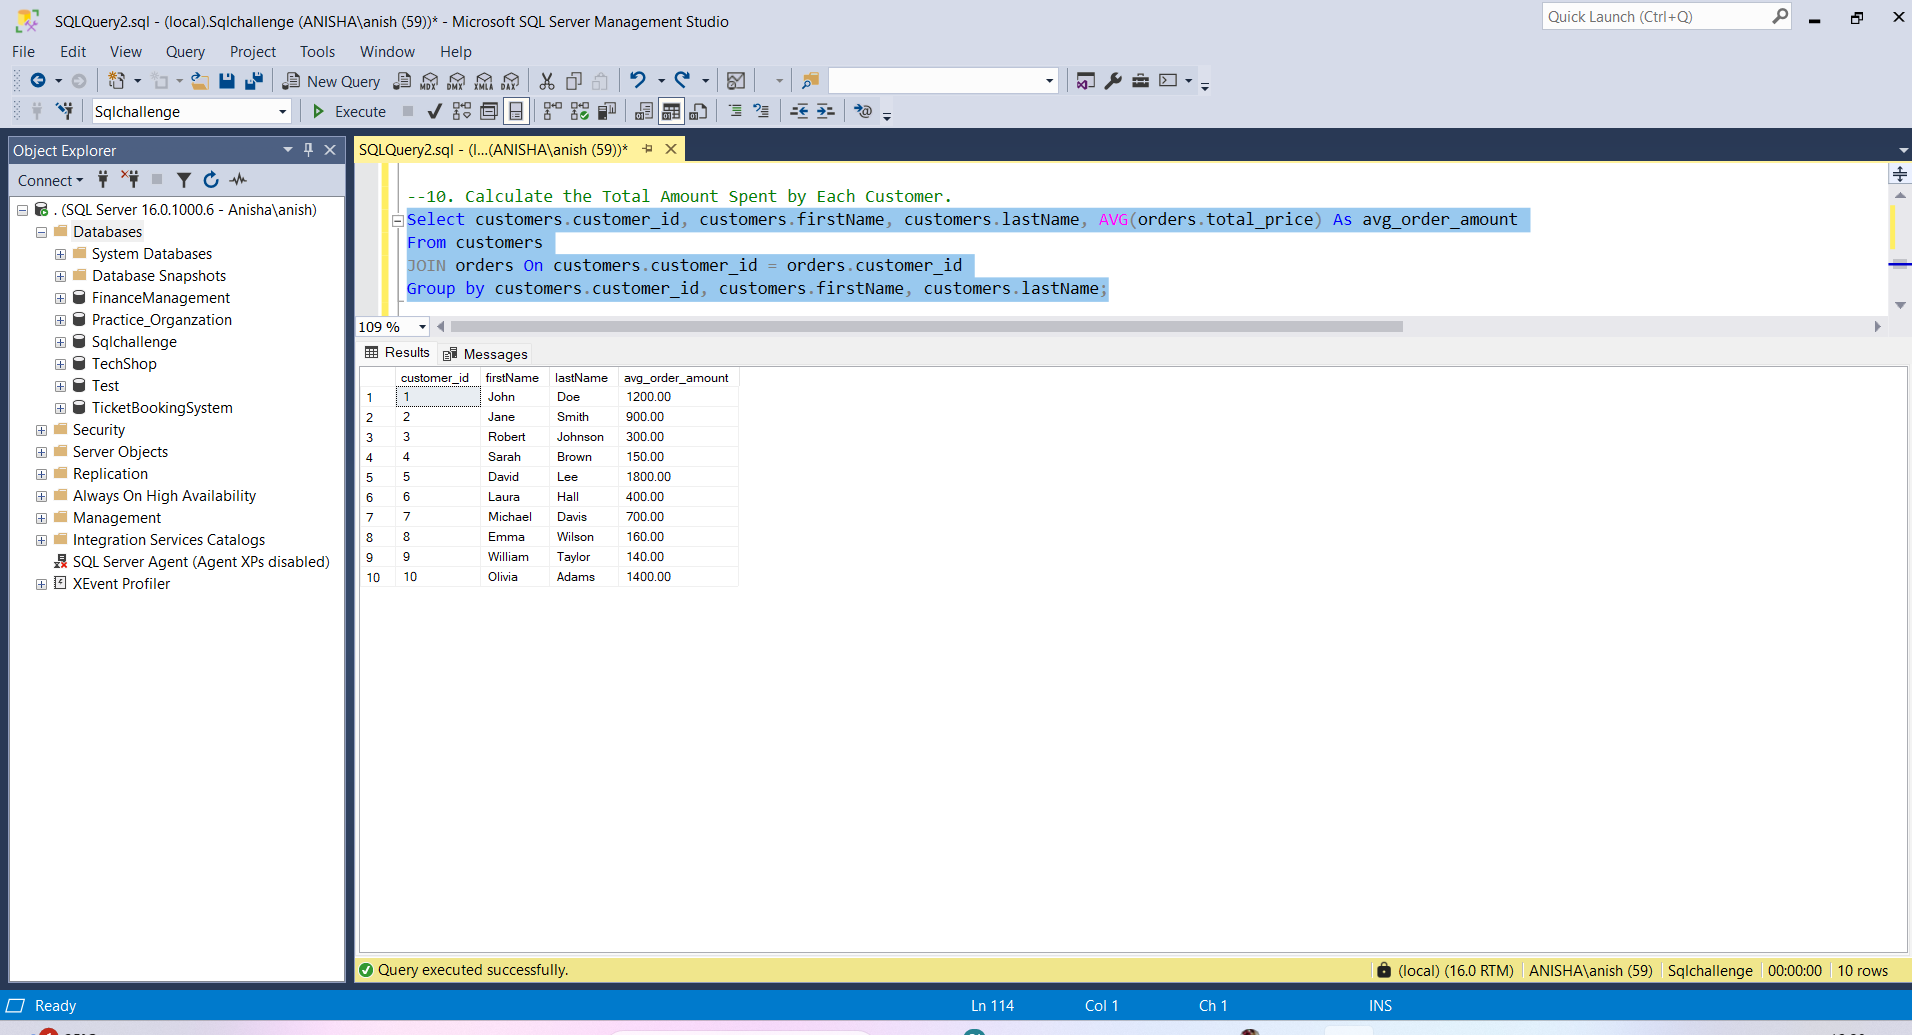 SQLQuery2.sql - (local).Sqlchallenge (ANISHA\anish (59))* - Microsoft SQL Server Management Studio
Quick Launch (Ctrl+Q)
File Edit View Query Project Tools Window Help
New Query MDX DMX XMLA DAX
Sqlchallenge Execute
Object Explorer
SQLQuery2.sql - (l...(ANISHA\anish (59))*
Connect
. (SQL Server 16.0.1000.6 - Anisha\anish)
Databases
System Databases
Database Snapshots
FinanceManagement
Practice_Organzation
Sqlchallenge
TechShop
Test
TicketBookingSystem
Security
Server Objects
Replication
Always On High Availability
Management
Integration Services Catalogs
SQL Server Agent (Agent XPs disabled)
XEvent Profiler
--10. Calculate the Total Amount Spent by Each Customer.
Select customers.customer_id, customers.firstName, customers.lastName, AVG(orders.total_price) As avg_order_amount
From customers
JOIN orders On customers.customer_id = orders.customer_id
Group by customers.customer_id, customers.firstName, customers.lastName;
109 %
Results Messages
customer_id firstName lastName avg_order_amount
1 1 John Doe 1200.00
2 2 Jane Smith 900.00
3 3 Robert Johnson 300.00
4 4 Sarah Brown 150.00
5 5 David Lee 1800.00
6 6 Laura Hall 400.00
7 7 Michael Davis 700.00
8 8 Emma Wilson 160.00
9 9 William Taylor 140.00
10 10 Olivia Adams 1400.00
Query executed successfully.
(local) (16.0 RTM) ANISHA\anish (59) Sqlchallenge 00:00:00 10 rows
Ready Ln 114 Col 1 Ch 1 INS